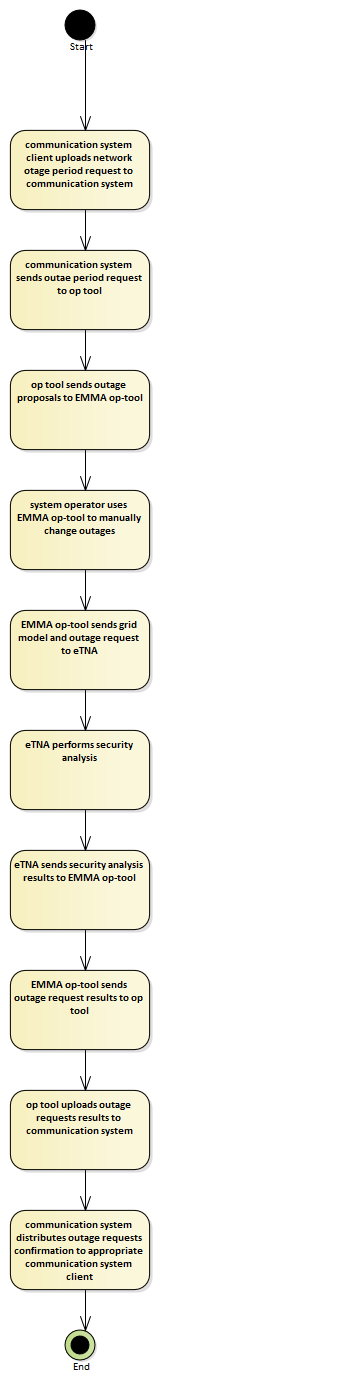 Start
communication system
client uploads network
otage period request to
communication system
communication system
sends outae period request
to op tool
op tool sends outage
proposals to EMMA op-tool
system operator uses
EMMA op-tool to manually
change outages
EMMA op-tool sends grid
model and outage request
to eTNA
eTNA performs security
analysis
eTNA sends security analysis
results to EMMA op-tool
EMMA op-tool sends
outage request results to op
tool
op tool uploads outage
requests results to
communication system
communication system
distributes outage requests
confirmation to appropriate
communication system
client
End